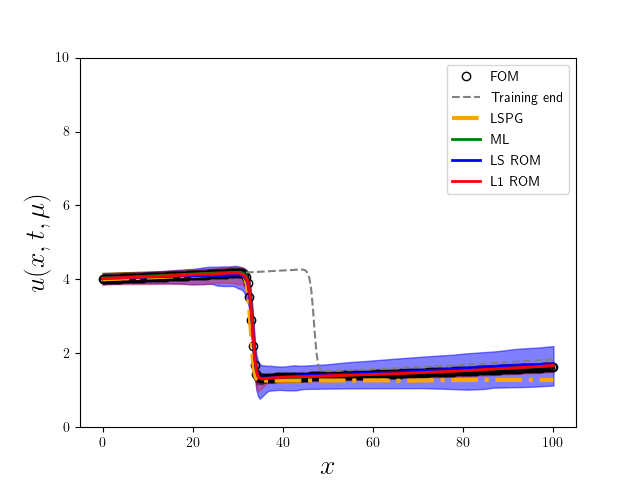 10
8
6
4
2
0
u(x, t, μ)
0 20 40 60 80 100
x
FOM
Training end
LSPG
ML
LS ROM
L1 ROM